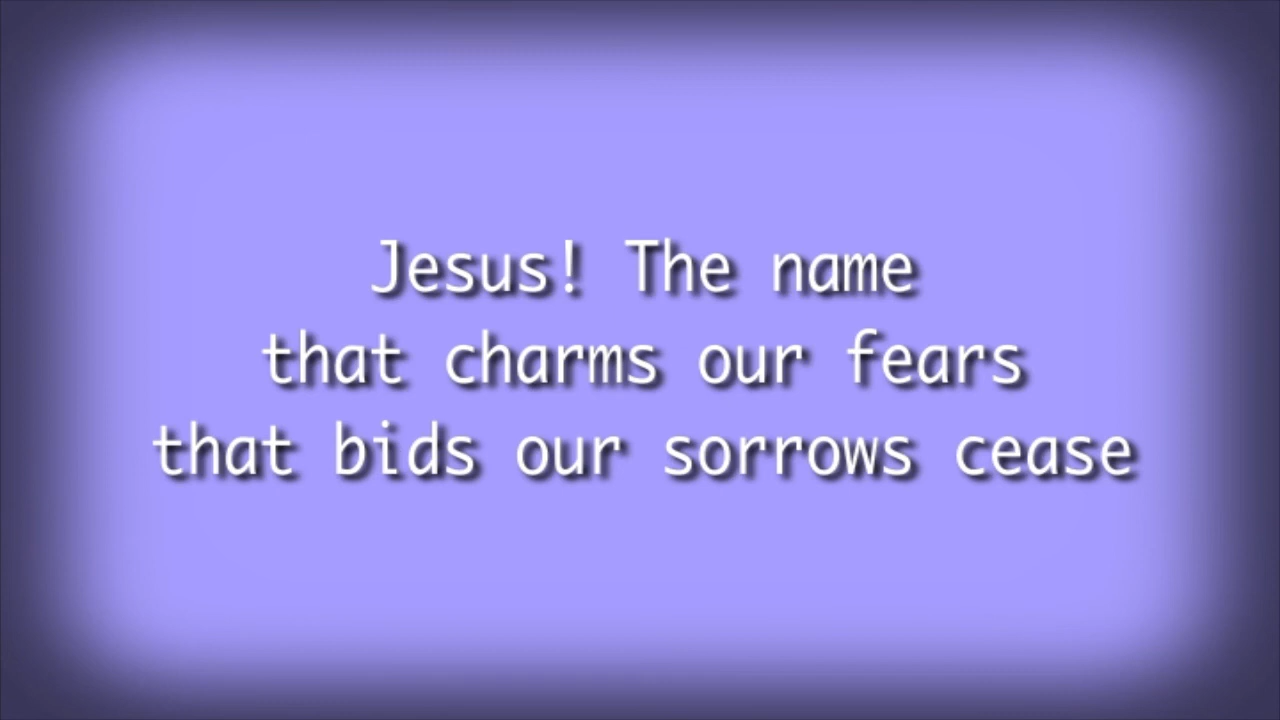 Jesus! The name
that charms our fears
that bids our sorrows cease